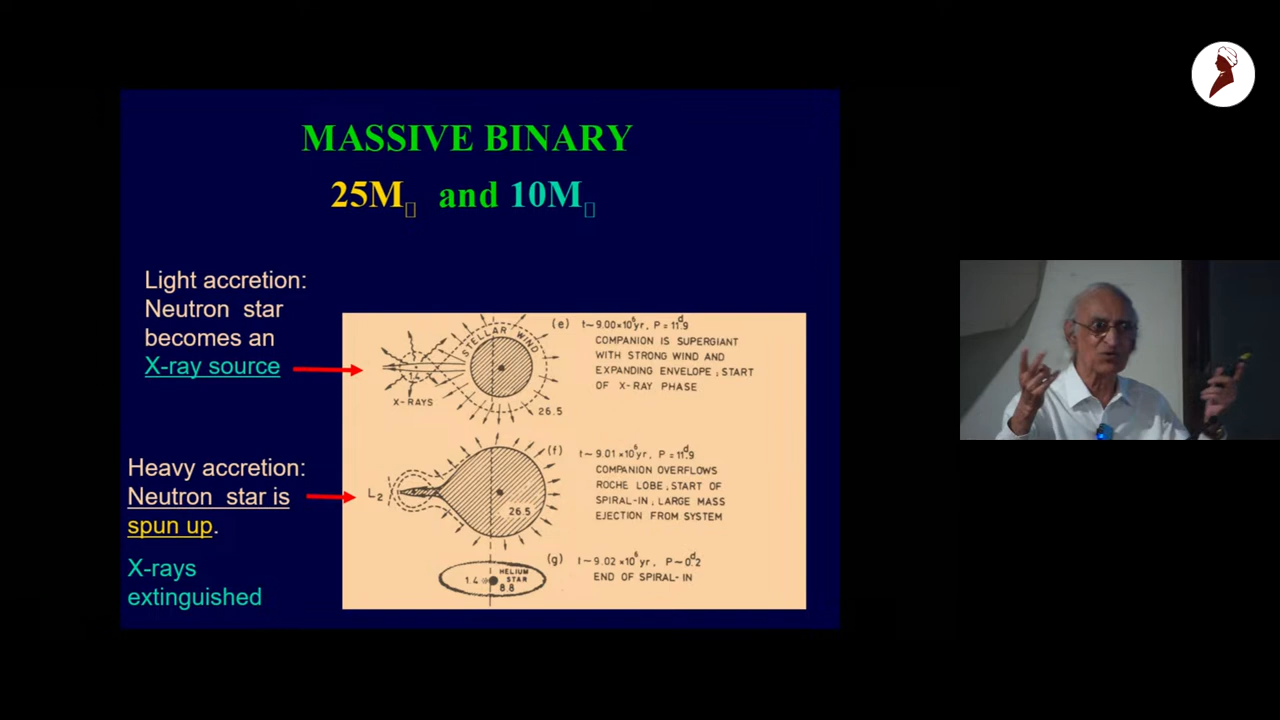 MASSIVE BINARY
25M▯ and 10M▯
Light accretion:
Neutron star
becomes an
X-ray source
STELLAR WIND
1.4
X-RAYS
26.5
(e) t~9.00×10⁶yr, P = 11ᵈ.9
COMPANION IS SUPERGIANT
WITH STRONG WIND AND
EXPANDING ENVELOPE; START
OF X-RAY PHASE
Heavy accretion:
Neutron star is
spun up.
X-rays
extinguished
L₂
26.5
(f) t~9.01×10⁶yr, P = 11ᵈ.9
COMPANION OVERFLOWS
ROCHE LOBE, START OF
SPIRAL-IN, LARGE MASS
EJECTION FROM SYSTEM
1.4
HELIUM
STAR
8.8
(g) t~9.02×10⁶yr, P~0ᵈ.2
END OF SPIRAL-IN